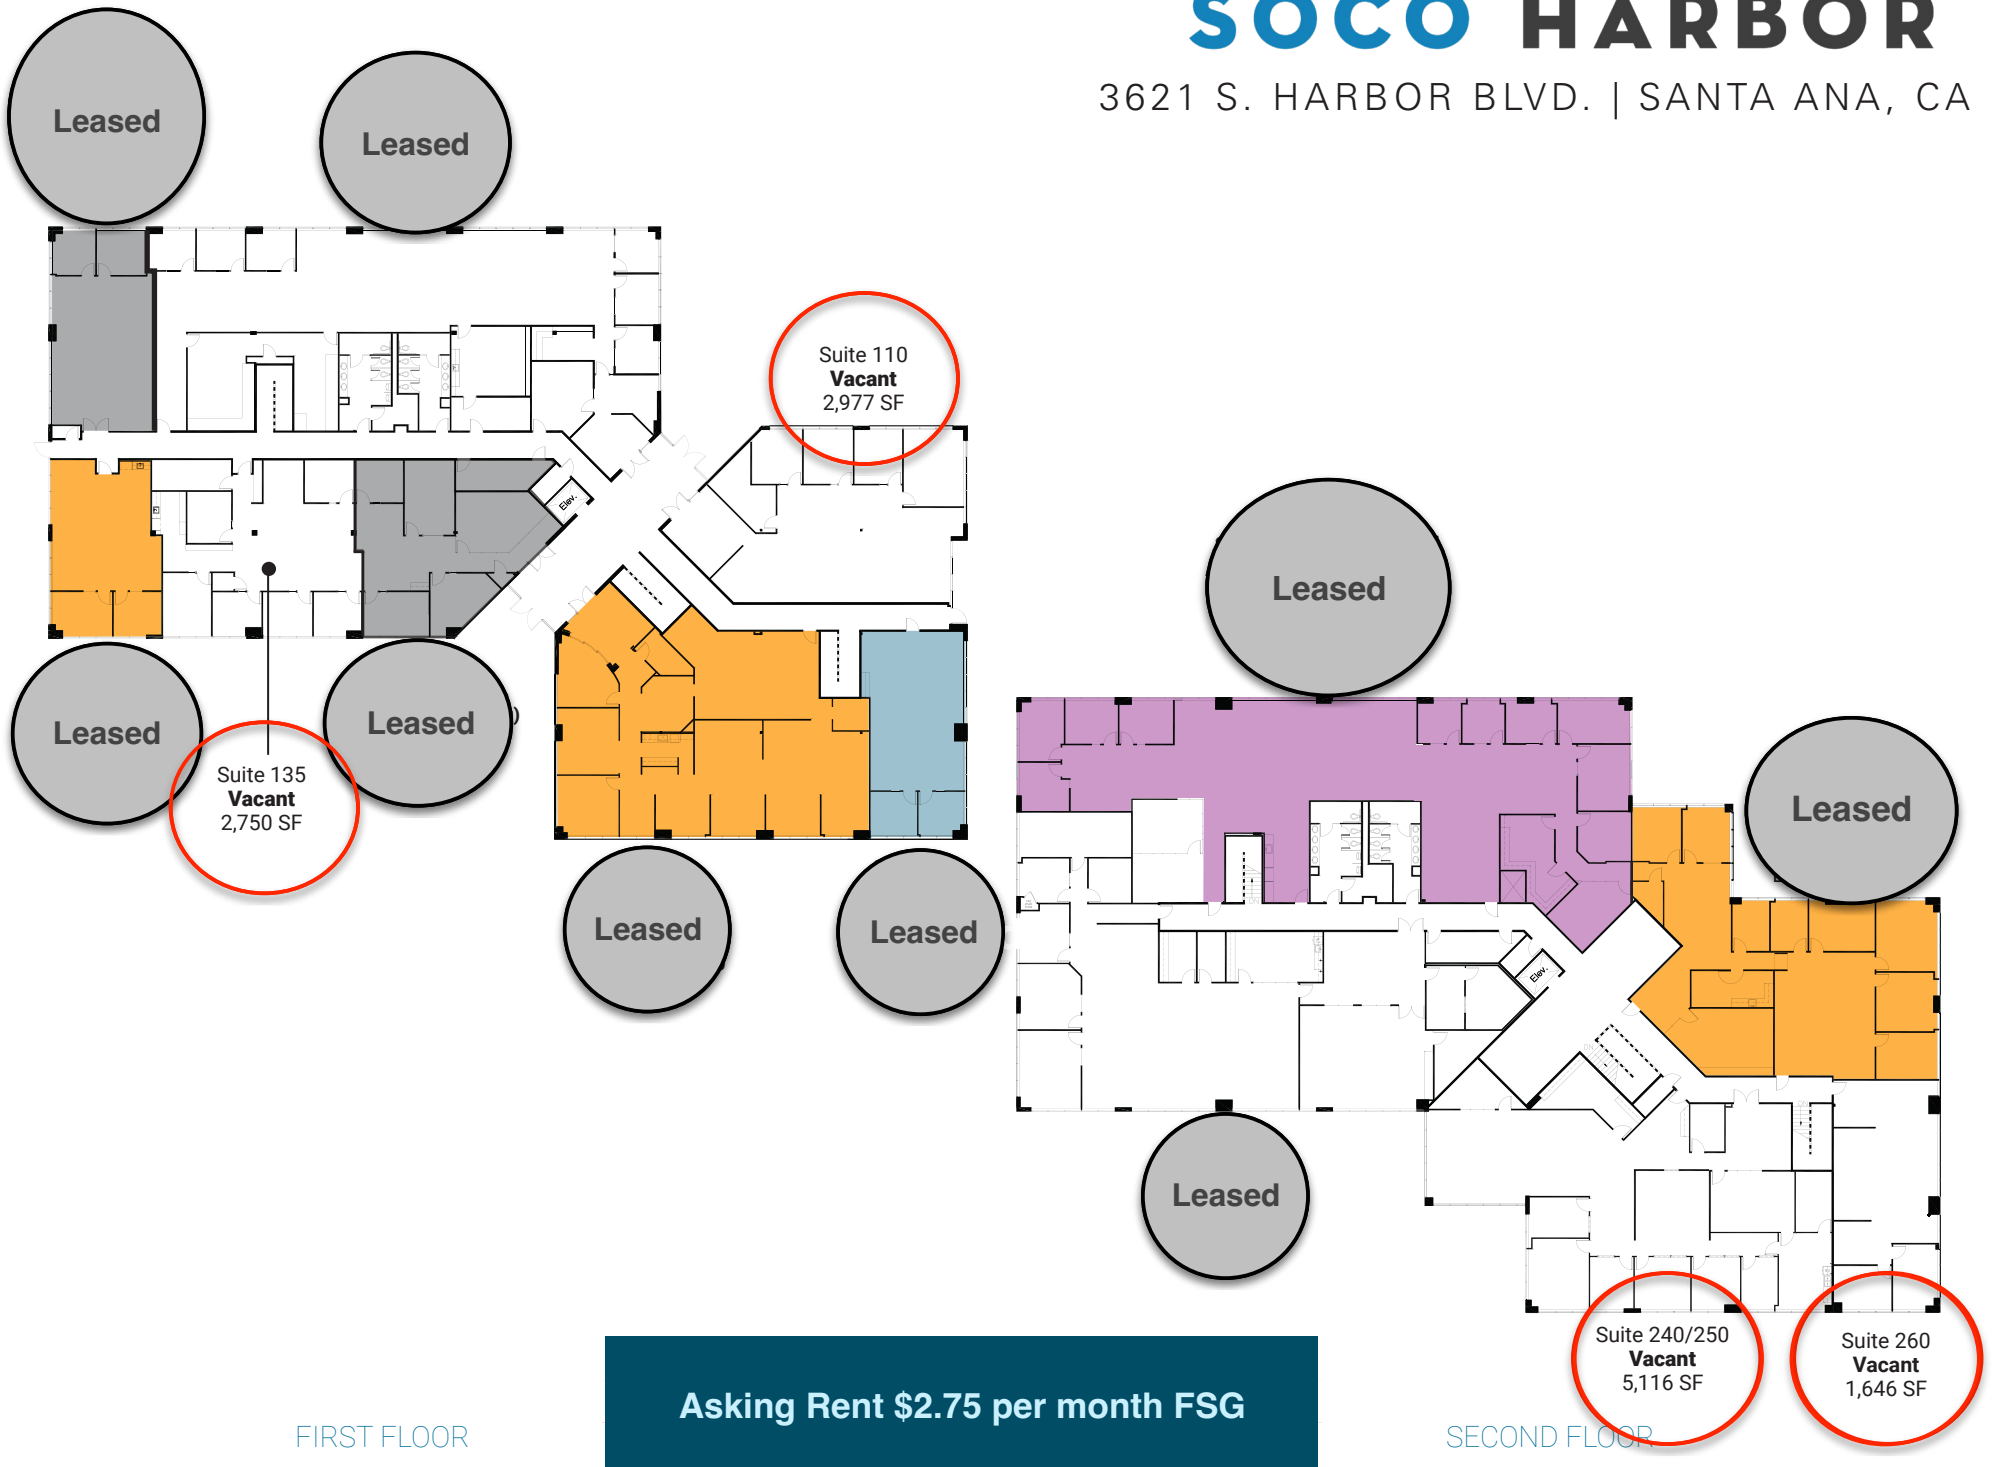 SOCO HARBOR
3621 S. HARBOR BLVD. | SANTA ANA, CA
Leased
Leased
Suite 110
Vacant
2,977 SF
Elev.
Leased
Leased
Leased
Suite 135
Vacant
2,750 SF
Leased
Leased
Leased
Leased
Elev.
DN
Leased
Suite 240/250
Vacant
5,116 SF
Suite 260
Vacant
1,646 SF
Asking Rent $2.75 per month FSG
FIRST FLOOR
SECOND FLOOR